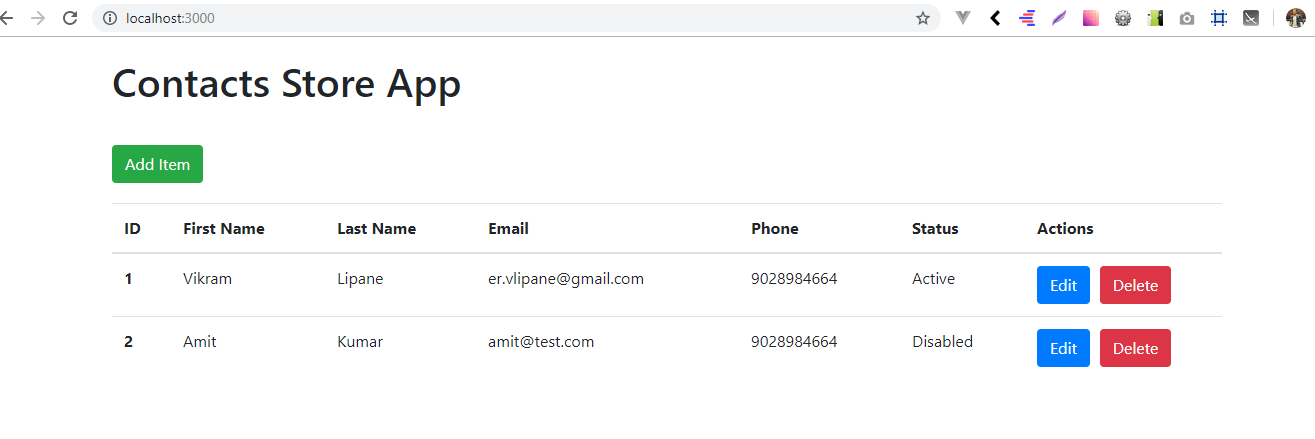 localhost:3000
Contacts Store App
Add Item
ID First Name Last Name Email Phone Status Actions
1 Vikram Lipane er.vlipane@gmail.com 9028984664 Active Edit Delete
2 Amit Kumar amit@test.com 9028984664 Disabled Edit Delete